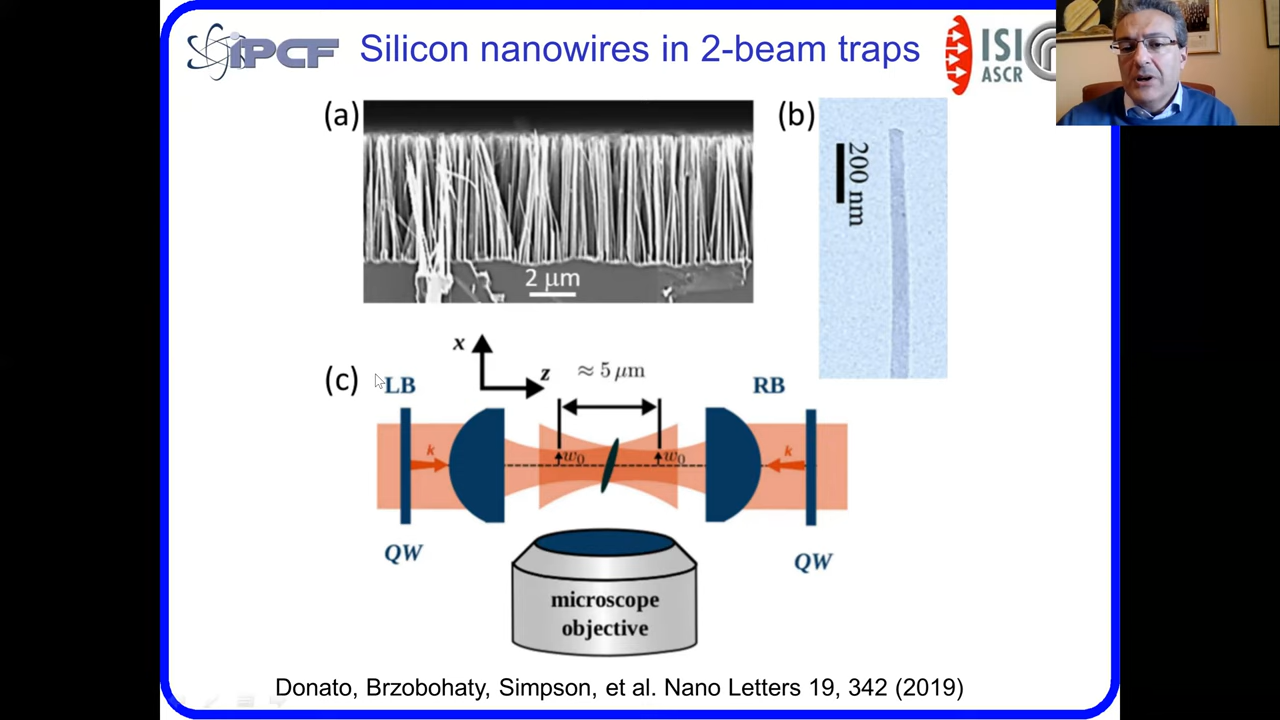 iPCF
Silicon nanowires in 2-beam traps
ISI
ASCR
(a)
2 μm
(b)
200 nm
(c)
x
z
≈ 5 μm
LB
RB
k
w0
w0
k
QW
QW
microscope
objective
Donato, Brzobohaty, Simpson, et al. Nano Letters 19, 342 (2019)